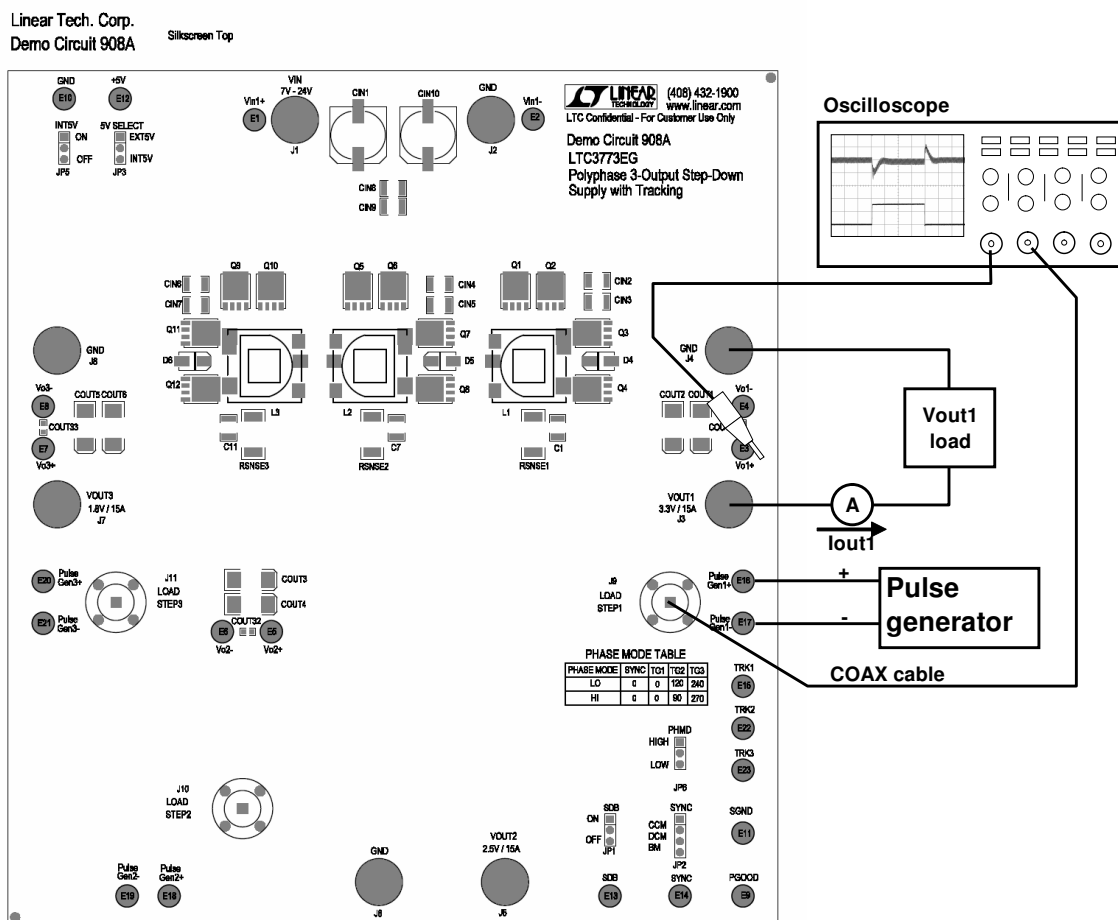 Linear Tech. Corp.
Demo Circuit 908A
Silkscreen Top
GND
E10
+5V
E12
INT5V
ON
OFF
JP5
5V SELECT
EXT5V
INT5V
JP3
Vin1+
E1
VIN
7V - 24V
J1
CIN1
CIN10
GND
J2
Vin1-
E2
CIN8
CIN9
LINEAR
TECHNOLOGY
(408) 432-1900
www.linear.com
LTC Confidential - For Customer Use Only
Demo Circuit 908A
LTC3773EG
Polyphase 3-Output Step-Down
Supply with Tracking
Oscilloscope
CIN6
CIN7
Q9
Q10
Q5
Q6
CIN4
CIN5
Q1
Q2
CIN2
CIN3
Q11
D6
Q12
Q7
D5
Q8
Q3
D4
Q4
L3
L2
L1
C11
RSNSE3
RSNSE2
C7
RSNSE1
C1
GND
J8
Vo3-
E8
COUT5
COUT6
COUT33
E7
Vo3+
VOUT3
1.8V / 15A
J7
GND
J4
Vo1-
E4
COUT2
E3
Vo1+
VOUT1
3.3V / 15A
J3
Vout1
load
A
Iout1
E20
Pulse
Gen3+
E21
Pulse
Gen3-
J11
LOAD
STEP3
COUT3
COUT4
COUT32
E6
Vo2-
E5
Vo2+
J9
LOAD
STEP1
Pulse
Gen1+
E16
Pulse
Gen1-
E17
+
-
Pulse
generator
COAX cable
PHASE MODE TABLE
PHASE MODE SYNC TG1 TG2 TG3
LO 0 0 120 240
HI 0 0 90 270
TRK1
E15
TRK2
E22
TRK3
E23
PHMD
HIGH
LOW
JP6
J10
LOAD
STEP2
SDB
ON
OFF
JP1
SYNC
CCM
DCM
BM
JP2
SGND
E11
Pulse
Gen2-
E19
Pulse
Gen2+
E18
GND
VOUT2
2.5V / 15A
J5
SDB
E13
SYNC
E14
PGOOD
E9